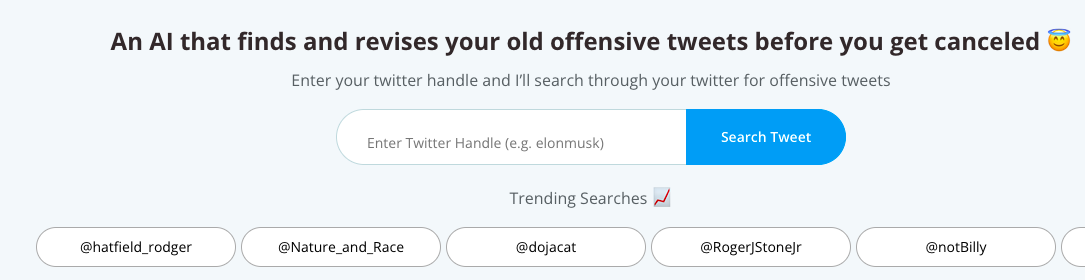 An AI that finds and revises your old offensive tweets before you get canceled 😇
Enter your twitter handle and I'll search through your twitter for offensive tweets
Enter Twitter Handle (e.g. elonmusk) Search Tweet
Trending Searches 📈
@hatfield_rodger @Nature_and_Race @dojacat @RogerJStoneJr @notBilly